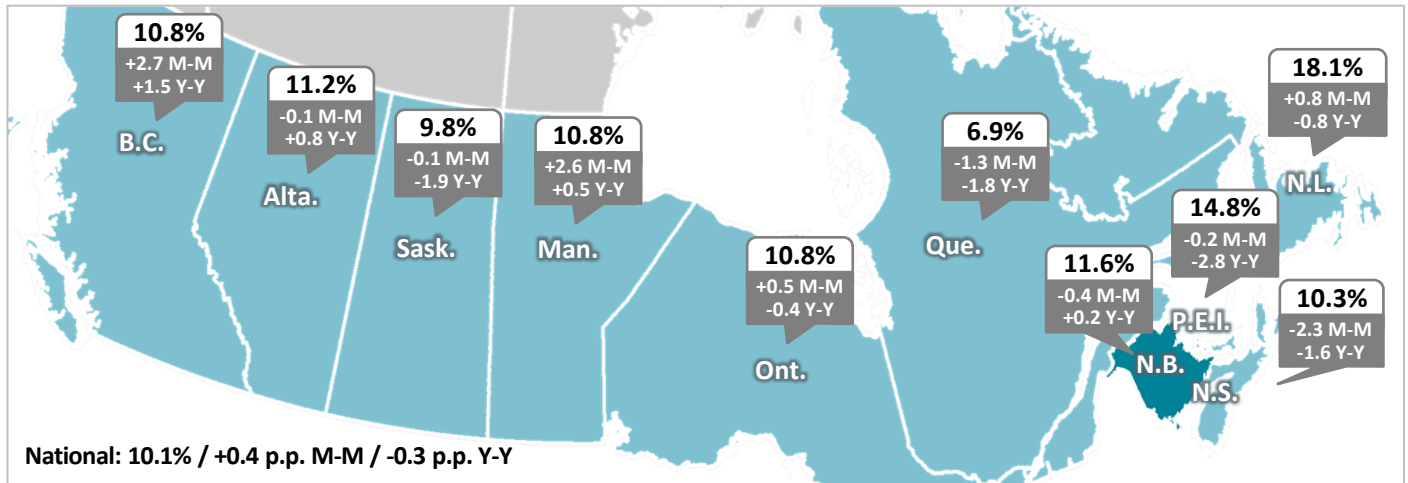 10.8%
+2.7 M-M
+1.5 Y-Y
B.C.
11.2%
-0.1 M-M
+0.8 Y-Y
Alta.
9.8%
-0.1 M-M
-1.9 Y-Y
Sask.
10.8%
+2.6 M-M
+0.5 Y-Y
Man.
10.8%
+0.5 M-M
-0.4 Y-Y
Ont.
6.9%
-1.3 M-M
-1.8 Y-Y
Que.
18.1%
+0.8 M-M
-0.8 Y-Y
N.L.
14.8%
-0.2 M-M
-2.8 Y-Y
P.E.I.
11.6%
-0.4 M-M
+0.2 Y-Y
N.B.
10.3%
-2.3 M-M
-1.6 Y-Y
N.S.
National: 10.1% / +0.4 p.p. M-M / -0.3 p.p. Y-Y